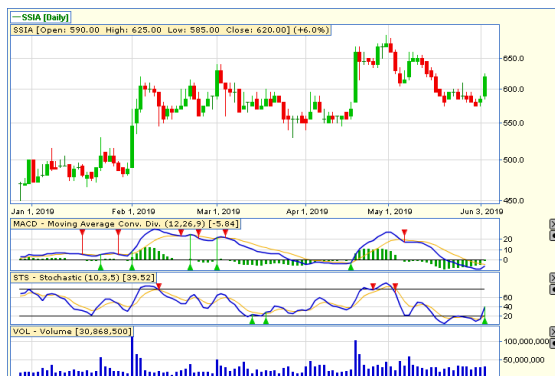 SSIA [Daily]
SSIA [Open: 590.00 High: 625.00 Low: 585.00 Close: 620.00] (+6.0%)
650.0
600.0
550.0
500.0
450.0
Jan 1, 2019 Feb 1, 2019 Mar 1, 2019 Apr 1, 2019 May 1, 2019 Jun 3, 2019
MACD - Moving Average Conv. Div. (12,26,9) [-5.84]
20
0
STS - Stochastic (10,3,5) [39.52]
60
40
20
VOL - Volume [30,868,500]
100,000,000
50,000,000